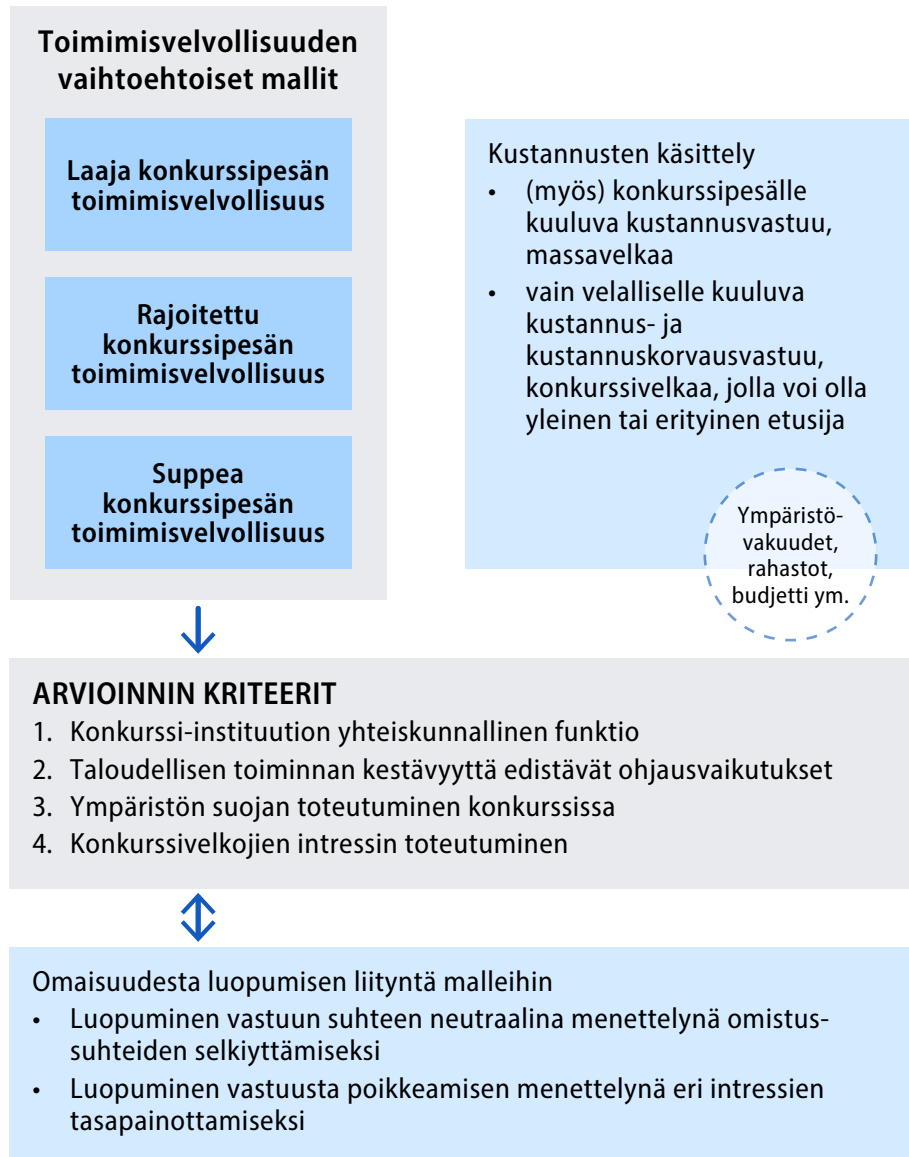 Toimimisvelvollisuuden
vaihtoehtoiset mallit
Laaja konkurssipesän
toimimisvelvollisuus
Rajoitettu
konkurssipesän
toimimisvelvollisuus
Suppea
konkurssipesän
toimimisvelvollisuus
Kustannusten käsittely
• (myös) konkurssipesälle
kuuluva kustannusvastuu,
massavelkaa
• vain velalliselle kuuluva
kustannus- ja
kustannuskorvausvastuu,
konkurssivelkaa, jolla voi olla
yleinen tai erityinen etusija
Ympäristö-
vakuudet,
rahastot,
budjetti ym.
ARVIOINNIN KRITEERIT
1. Konkurssi-instituution yhteiskunnallinen funktio
2. Taloudellisen toiminnan kestävyyttä edistävät ohjausvaikutukset
3. Ympäristön suojan toteutuminen konkurssissa
4. Konkurssivelkojien intressin toteutuminen
Omaisuudesta luopumisen liityntä malleihin
• Luopuminen vastuun suhteen neutraalina menettelynä omistus-
suhteiden selkiyttämiseksi
• Luopuminen vastuusta poikkeamisen menettelynä eri intressien
tasapainottamiseksi